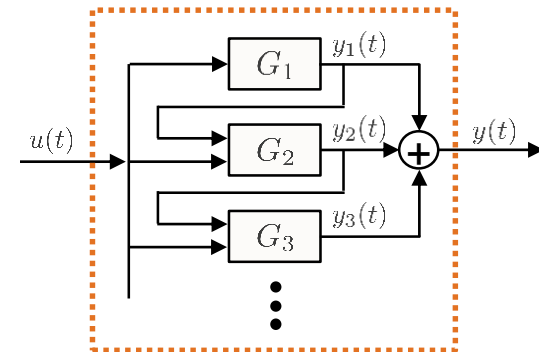 G₁
y₁(t)
u(t)
G₂
y₂(t)
+
y(t)
G₃
y₃(t)